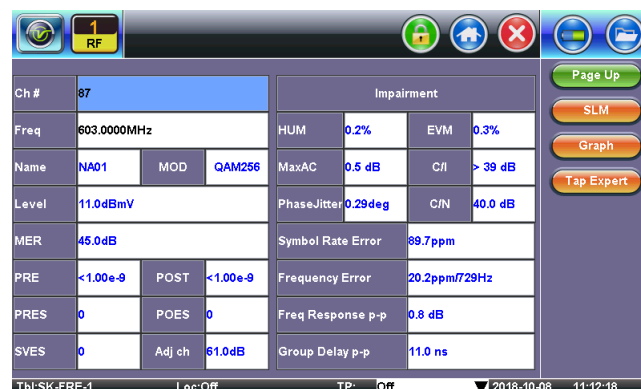 1
RF
Page Up
SLM
Graph
Tap Expert
Ch # 87 Impairment
Freq 603.0000MHz HUM 0.2% EVM 0.3%
Name NA01 MOD QAM256 MaxAC 0.5 dB C/I > 39 dB
Level 11.0dBmV PhaseJitter 0.29deg C/N 40.0 dB
MER 45.0dB Symbol Rate Error 89.7ppm
PRE <1.00e-9 POST <1.00e-9 Frequency Error 20.2ppm/729Hz
PRES 0 POES 0 Freq Response p-p 0.8 dB
SVES 0 Adj ch 61.0dB Group Delay p-p 11.0 ns
Tbl:SK-FRE-1 Loc:Off TP: Off 2018-10-08 11:12:18